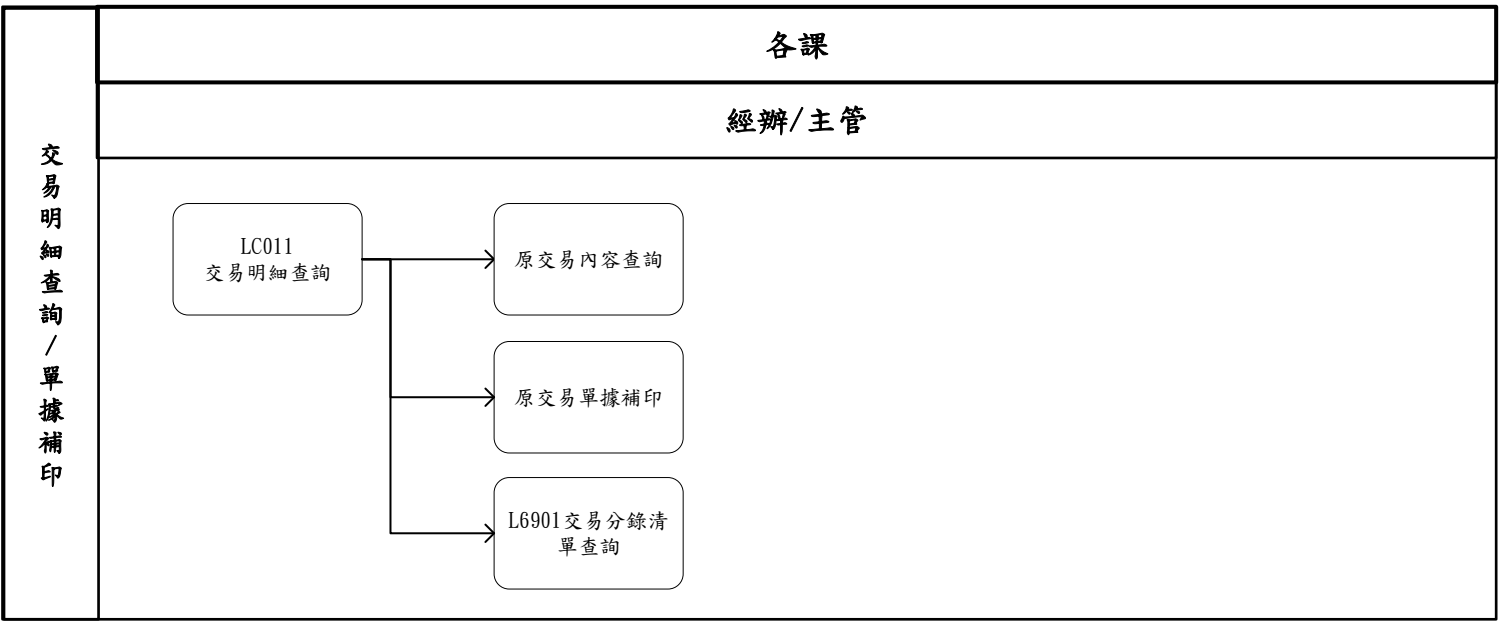 各課
經辦/主管
交易明細查詢/單據補印
LC011
交易明細查詢
原交易內容查詢
原交易單據補印
L6901交易分錄清
單查詢